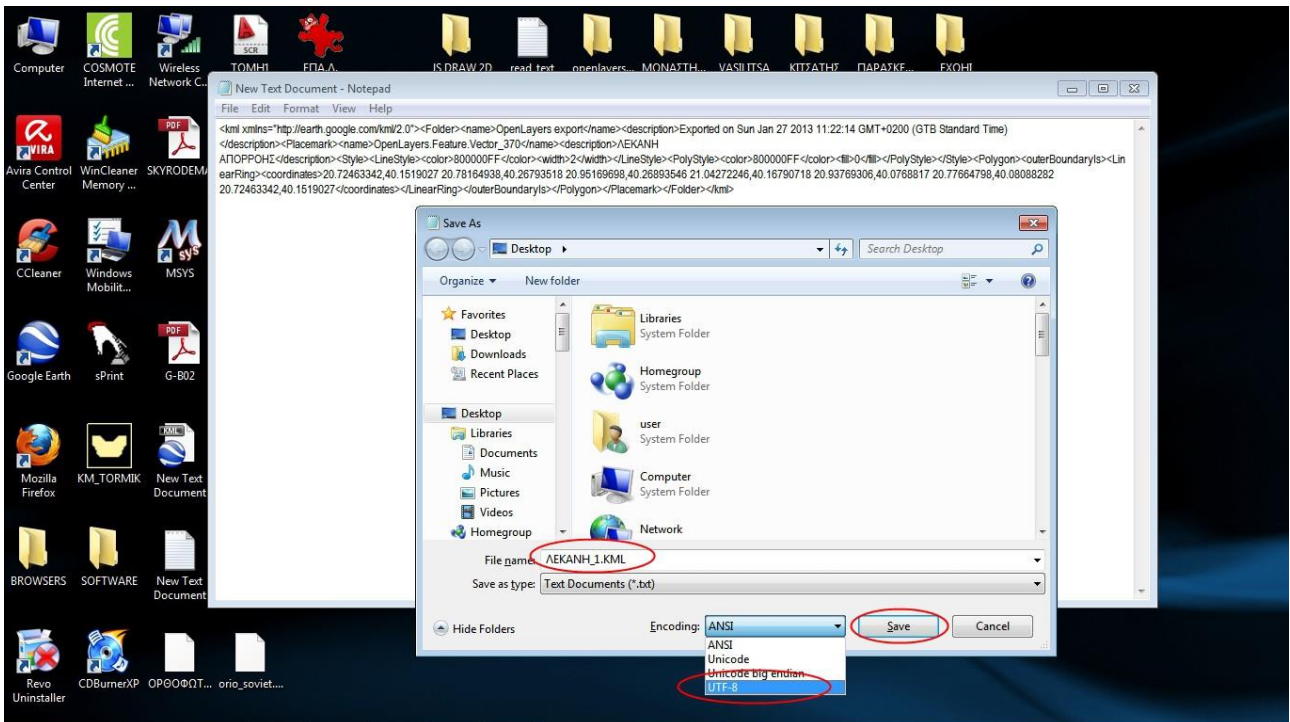 Computer
COSMOTE Internet ...
Wireless Network C...
SCR
ΤΟΜΗ1
ΕΠΑ.Λ.
JS DRAW 2D
read text
openlayers...
ΜΟΝΑΣΤΗ...
VASILITSA
ΚΙΤΣΑΤΗΣ
ΠΑΡΑΣΚΕ...
ΕΧΟΗΙ
New Text Document - Notepad
File Edit Format View Help
<kml xmlns="http://earth.google.com/kml/2.0"><Folder><name>OpenLayers export</name><description>Exported on Sun Jan 27 2013 11:22:14 GMT+0200 (GTB Standard Time)
</description><Placemark><name>OpenLayers.Feature.Vector_370</name><description>ΛΕΚΑΝΗ
ΑΠΟΡΡΟΗΣ</description><Style><LineStyle><color>800000FF</color><width>2</width></LineStyle><PolyStyle><color>800000FF</color><fill>0</fill></PolyStyle></Style><Polygon><outerBoundaryIs><Lin
earRing><coordinates>20.72463342,40.1519027 20.78164938,40.26793518 20.95169698,40.26893546 21.04272246,40.16790718 20.93769306,40.0768817 20.77664798,40.08088282
20.72463342,40.1519027</coordinates></LinearRing></outerBoundaryIs></Polygon></Placemark></Folder></kml>
AVIRA
Avira Control Center
WinCleaner Memory ...
PDF
SKYRODEM
CCleaner
Windows Mobilit...
M sys
MSYS
Google Earth
sPrint
PDF
G-B02
Mozilla Firefox
KM_TORMIK
KML
New Text Document
BROWSERS
SOFTWARE
New Text Document
Revo Uninstaller
CDBurnerXP
ΟΡΘΟΦΩΤ...
orio_soviet....
Save As
Desktop
Search Desktop
Organize
New folder
Favorites
Desktop
Downloads
Recent Places
Desktop
Libraries
Documents
Music
Pictures
Videos
Homegroup
Libraries
System Folder
Homegroup
System Folder
user
System Folder
Computer
System Folder
Network
File name: ΛΕΚΑΝΗ_1.KML
Save as type: Text Documents (*.txt)
Hide Folders
Encoding: ANSI
Save
Cancel
ANSI
Unicode
Unicode big endian
UTF-8